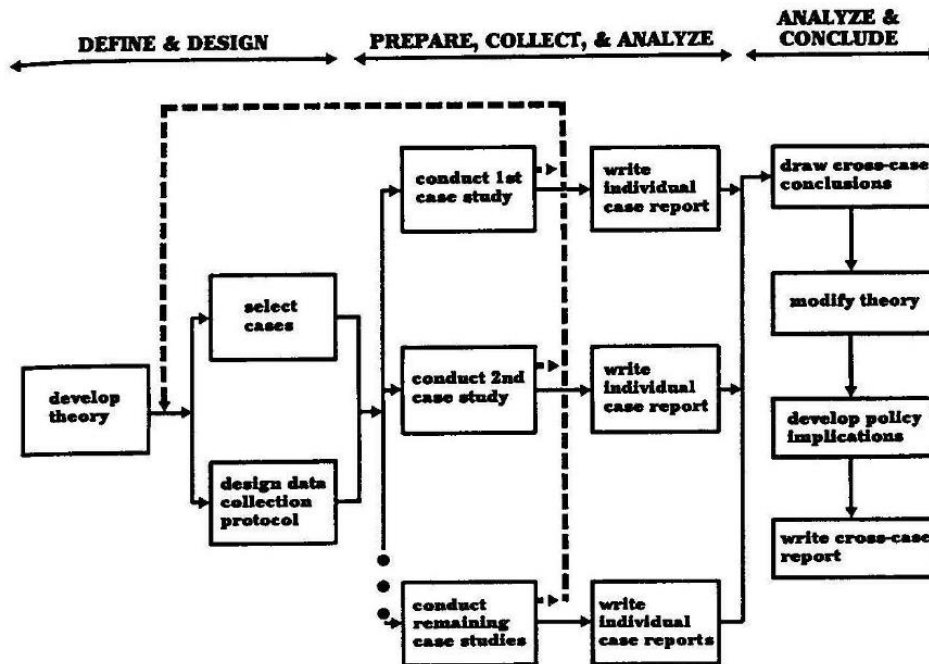 DEFINE & DESIGN
PREPARE, COLLECT, & ANALYZE
ANALYZE &
CONCLUDE
develop
theory
select
cases
design data
collection
protocol
conduct 1st
case study
conduct 2nd
case study
conduct
remaining
case studies
write
individual
case report
write
individual
case report
write
individual
case reports
draw cross-case
conclusions
modify theory
develop policy
implications
write cross-case
report